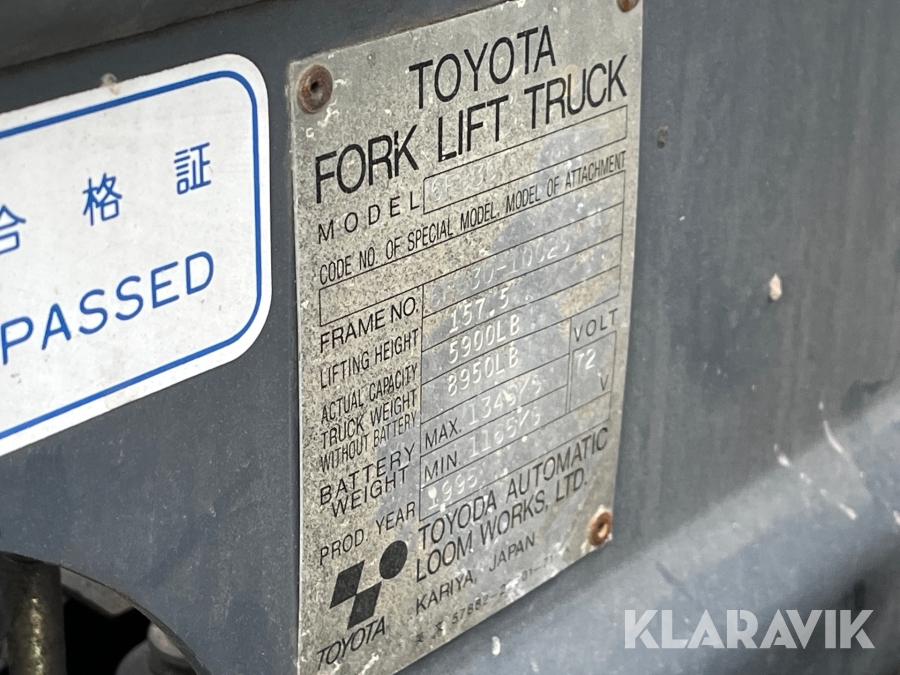 合格証
PASSED
TOYOTA
FORK LIFT TRUCK
MODEL
CODE NO. OF SPECIAL MODEL, MODEL OF ATTACHMENT
FRAME NO.
LIFTING HEIGHT 157.5
ACTUAL CAPACITY 5900LB
TRUCK WEIGHT WITHOUT BATTERY 8950LB
VOLT
72 V
BATTERY WEIGHT
MAX.
MIN.
PROD. YEAR 1995
TOYODA AUTOMATIC
LOOM WORKS, LTD.
KARIYA, JAPAN
TOYOTA
KLARAVIK